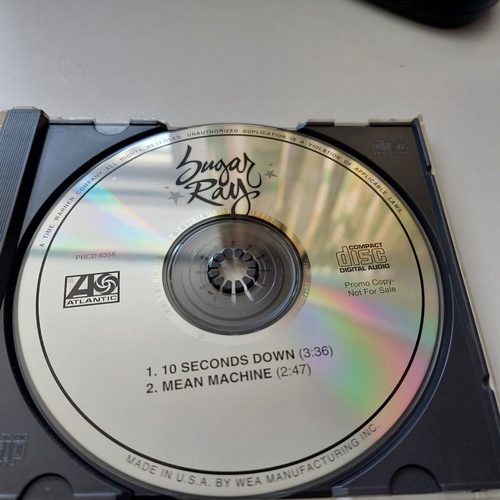 A TIME WARNER COMPANY. ALL RIGHTS RESERVED. UNAUTHORIZED DUPLICATION IS A VIOLATION OF APPLICABLE LAWS.
Sugar
Ray
PRCD 6358
ATLANTIC
COMPACT
disc
DIGITAL AUDIO
Promo Copy-
Not For Sale
1. 10 SECONDS DOWN (3:36)
2. MEAN MACHINE (2:47)
MADE IN U.S.A. BY WEA MANUFACTURING INC.